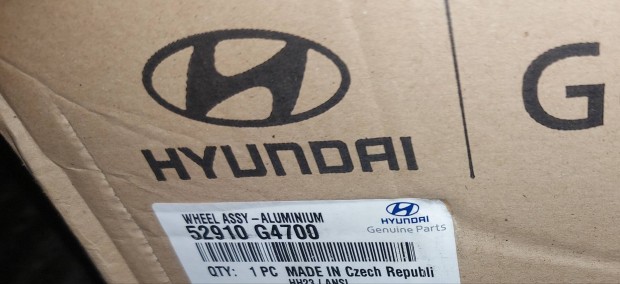 HYUNDAI
G
WHEEL ASSY-ALUMINIUM
52910 G4700
HYUNDAI
Genuine Parts
QTY: 1 PC MADE IN Czech Republi